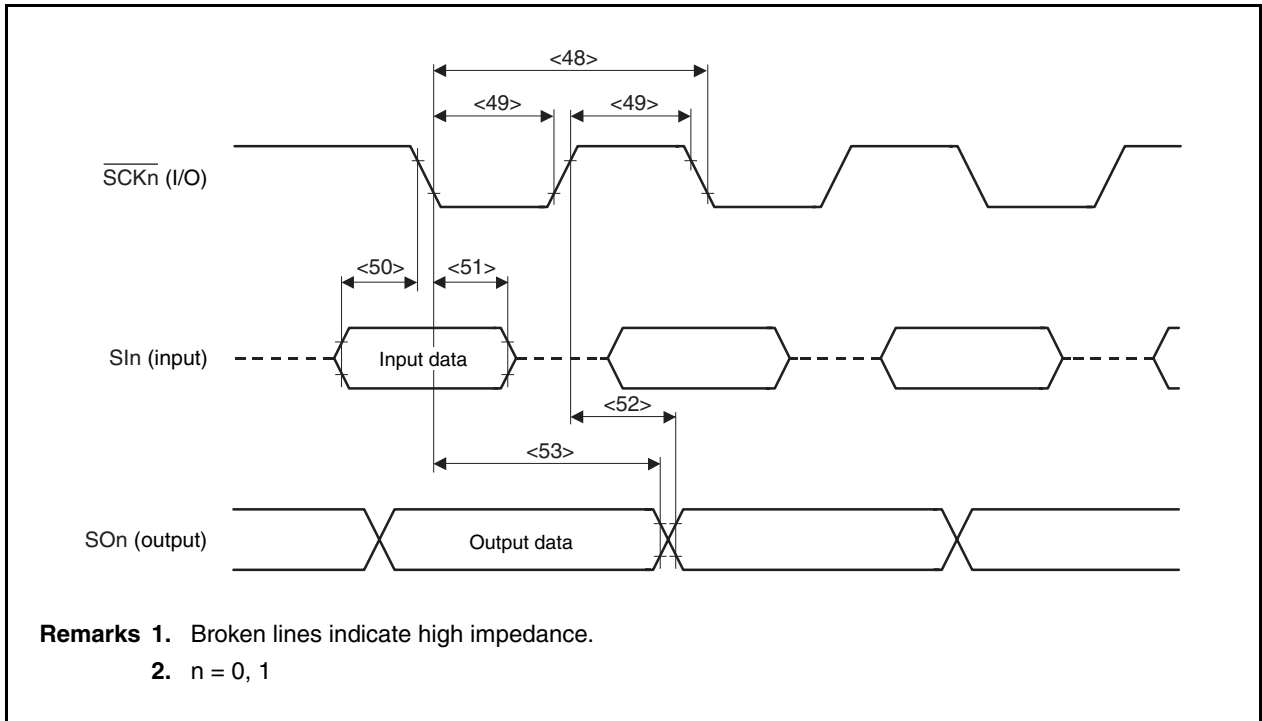 <48>
<49> <49>
SCKn (I/O)
<50> <51>
SIn (input)
Input data
<52>
<53>
SOn (output)
Output data
Remarks 1. Broken lines indicate high impedance.
2. n = 0, 1